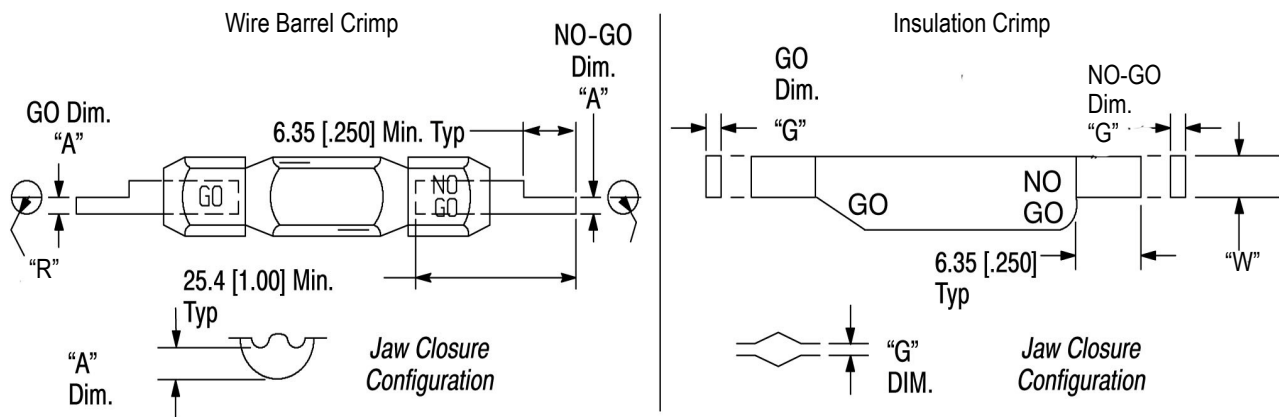 Wire Barrel Crimp
NO-GO
Dim.
“A”
GO Dim.
“A”
6.35 [.250] Min. Typ
GO
NO
GO
“R”
25.4 [1.00] Min.
Typ
“A”
Dim.
Jaw Closure
Configuration
Insulation Crimp
GO
Dim.
“G”
NO-GO
Dim.
“G”
GO
NO
GO
6.35 [.250]
Typ
“W”
“G”
DIM.
Jaw Closure
Configuration